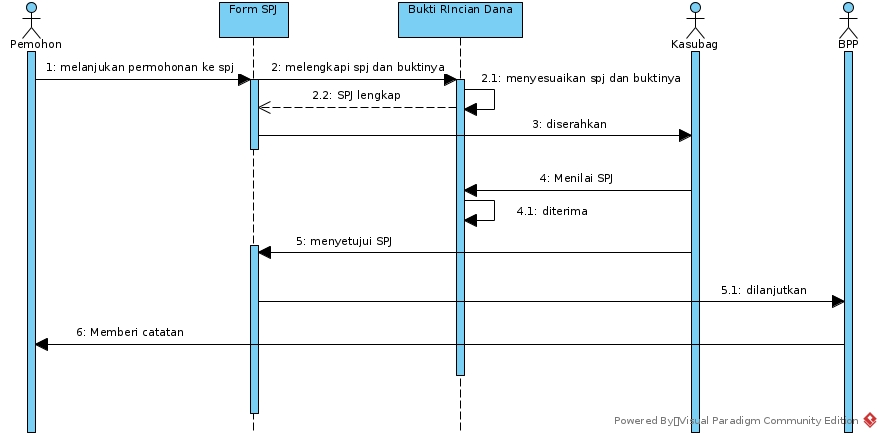 Form SPJ
Bukti RIncian Dana
Pemohon
Kasubag
BPP
1: melanjukan permohonan ke spj
2: melengkapi spj dan buktinya
2.1: menyesuaikan spj dan buktinya
2.2: SPJ lengkap
3: diserahkan
4: Menilai SPJ
4.1: diterima
5: menyetujui SPJ
5.1: dilanjutkan
6: Memberi catatan
Powered By▯Visual Paradigm Community Edition